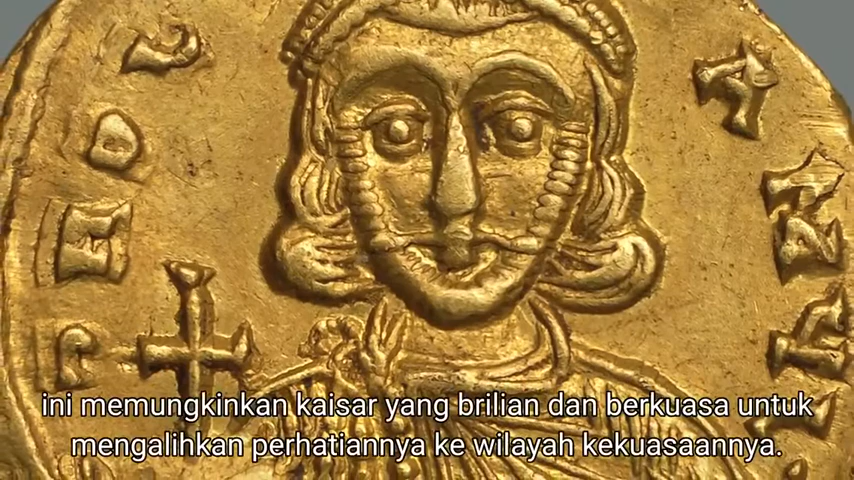 ini memungkinkan kaisar yang brilian dan berkuasa untuk
mengalihkan perhatiannya ke wilayah kekuasaannya.